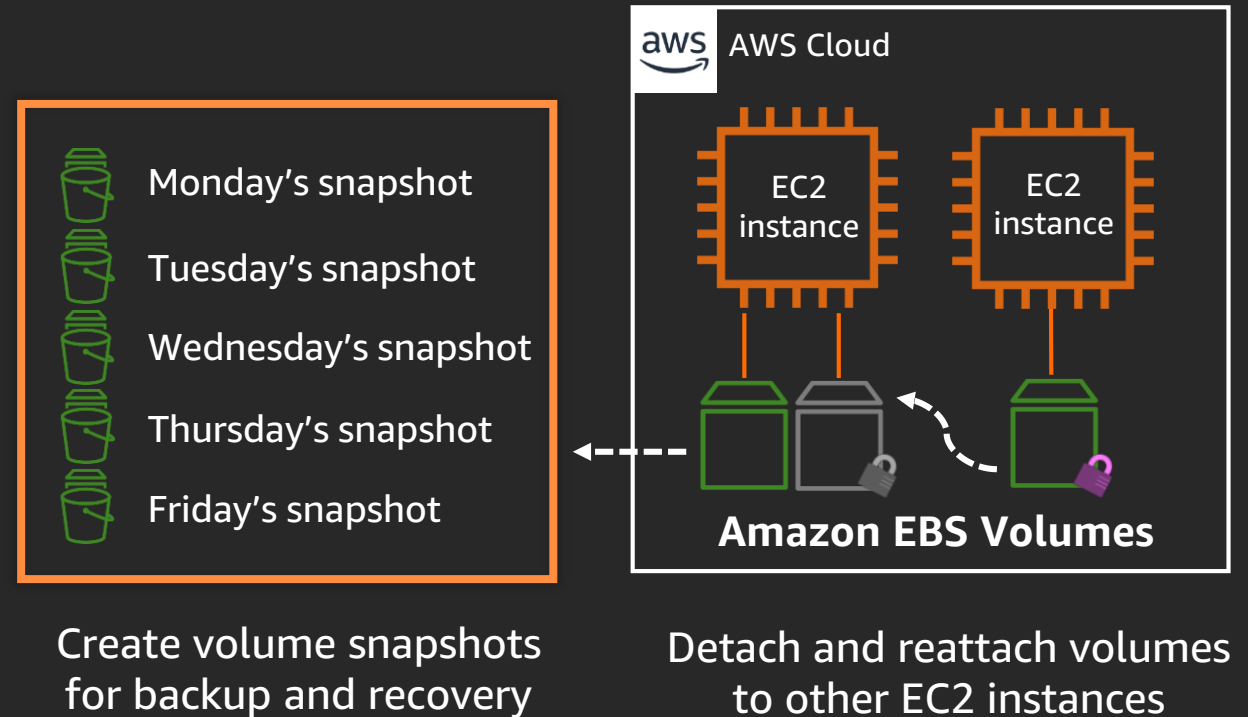 aws
AWS Cloud
Monday’s snapshot
Tuesday’s snapshot
Wednesday’s snapshot
Thursday’s snapshot
Friday’s snapshot
EC2
instance
EC2
instance
Amazon EBS Volumes
Create volume snapshots
for backup and recovery
Detach and reattach volumes
to other EC2 instances